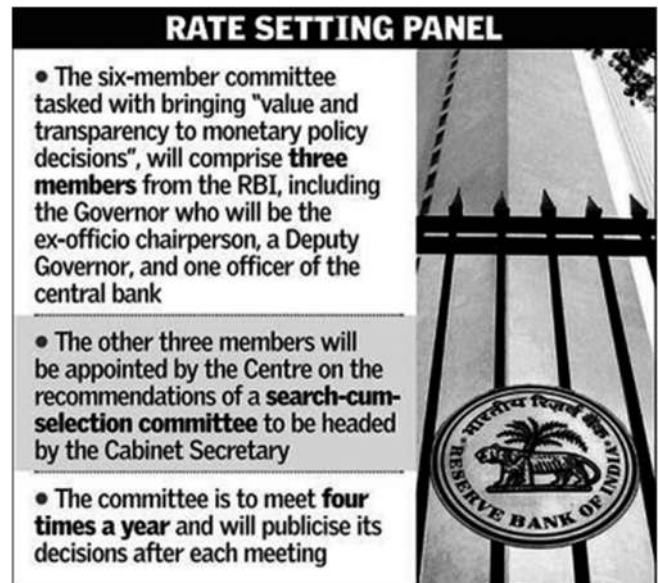 RATE SETTING PANEL
• The six-member committee
tasked with bringing "value and
transparency to monetary policy
decisions", will comprise three
members from the RBI, including
the Governor who will be the
ex-officio chairperson, a Deputy
Governor, and one officer of the
central bank
• The other three members will
be appointed by the Centre on the
recommendations of a search-cum-
selection committee to be headed
by the Cabinet Secretary
• The committee is to meet four
times a year and will publicise its
decisions after each meeting
भारतीय रिज़र्व बैंक
RESERVE BANK OF INDIA